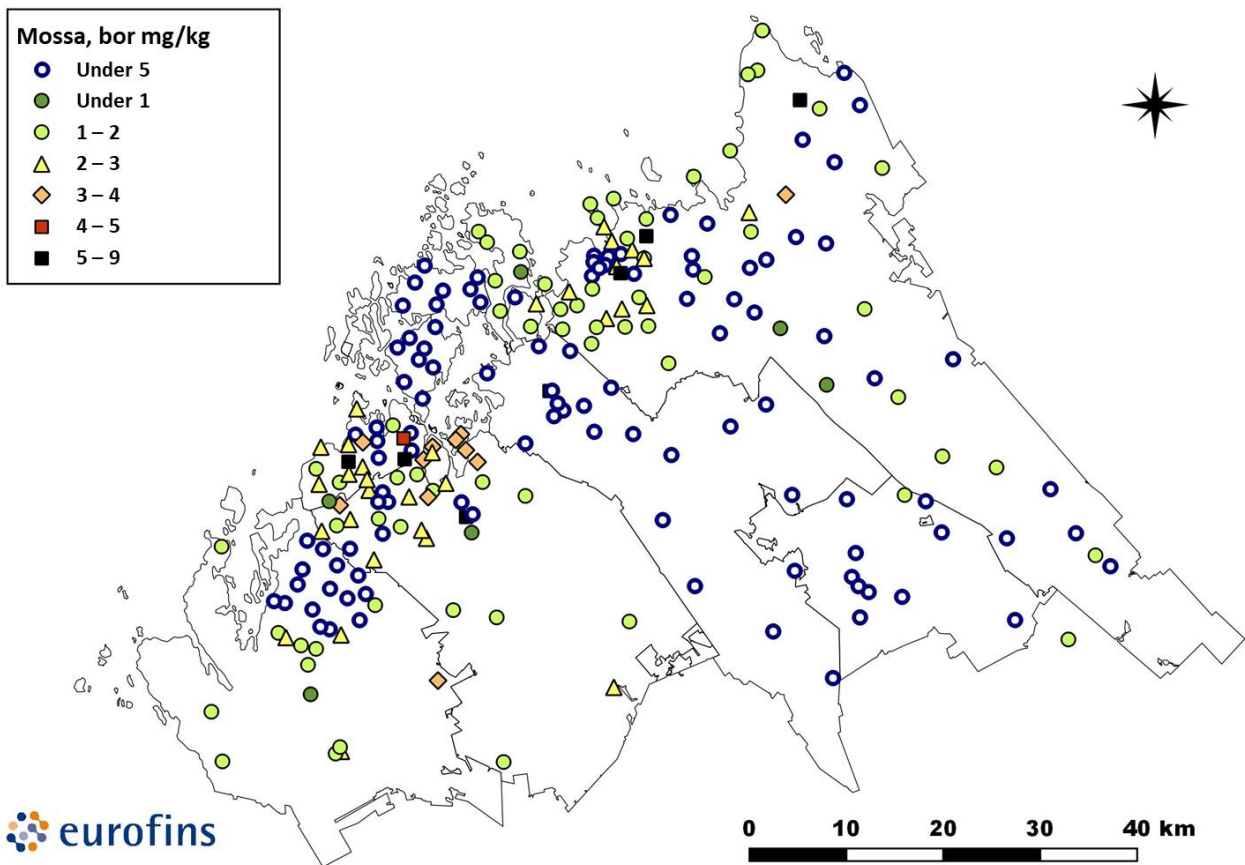 Mossa, bor mg/kg
Under 5
Under 1
1 – 2
2 – 3
3 – 4
4 – 5
5 – 9
eurofins
0 10 20 30 40 km